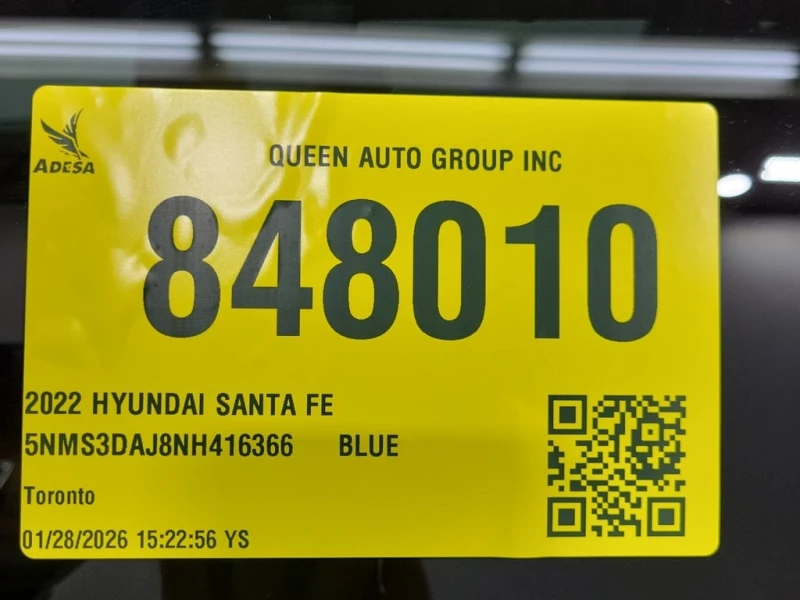 ADESA
QUEEN AUTO GROUP INC
848010
2022 HYUNDAI SANTA FE
5NMS3DAJ8NH416366 BLUE
Toronto
01/28/2026 15:22:56 YS